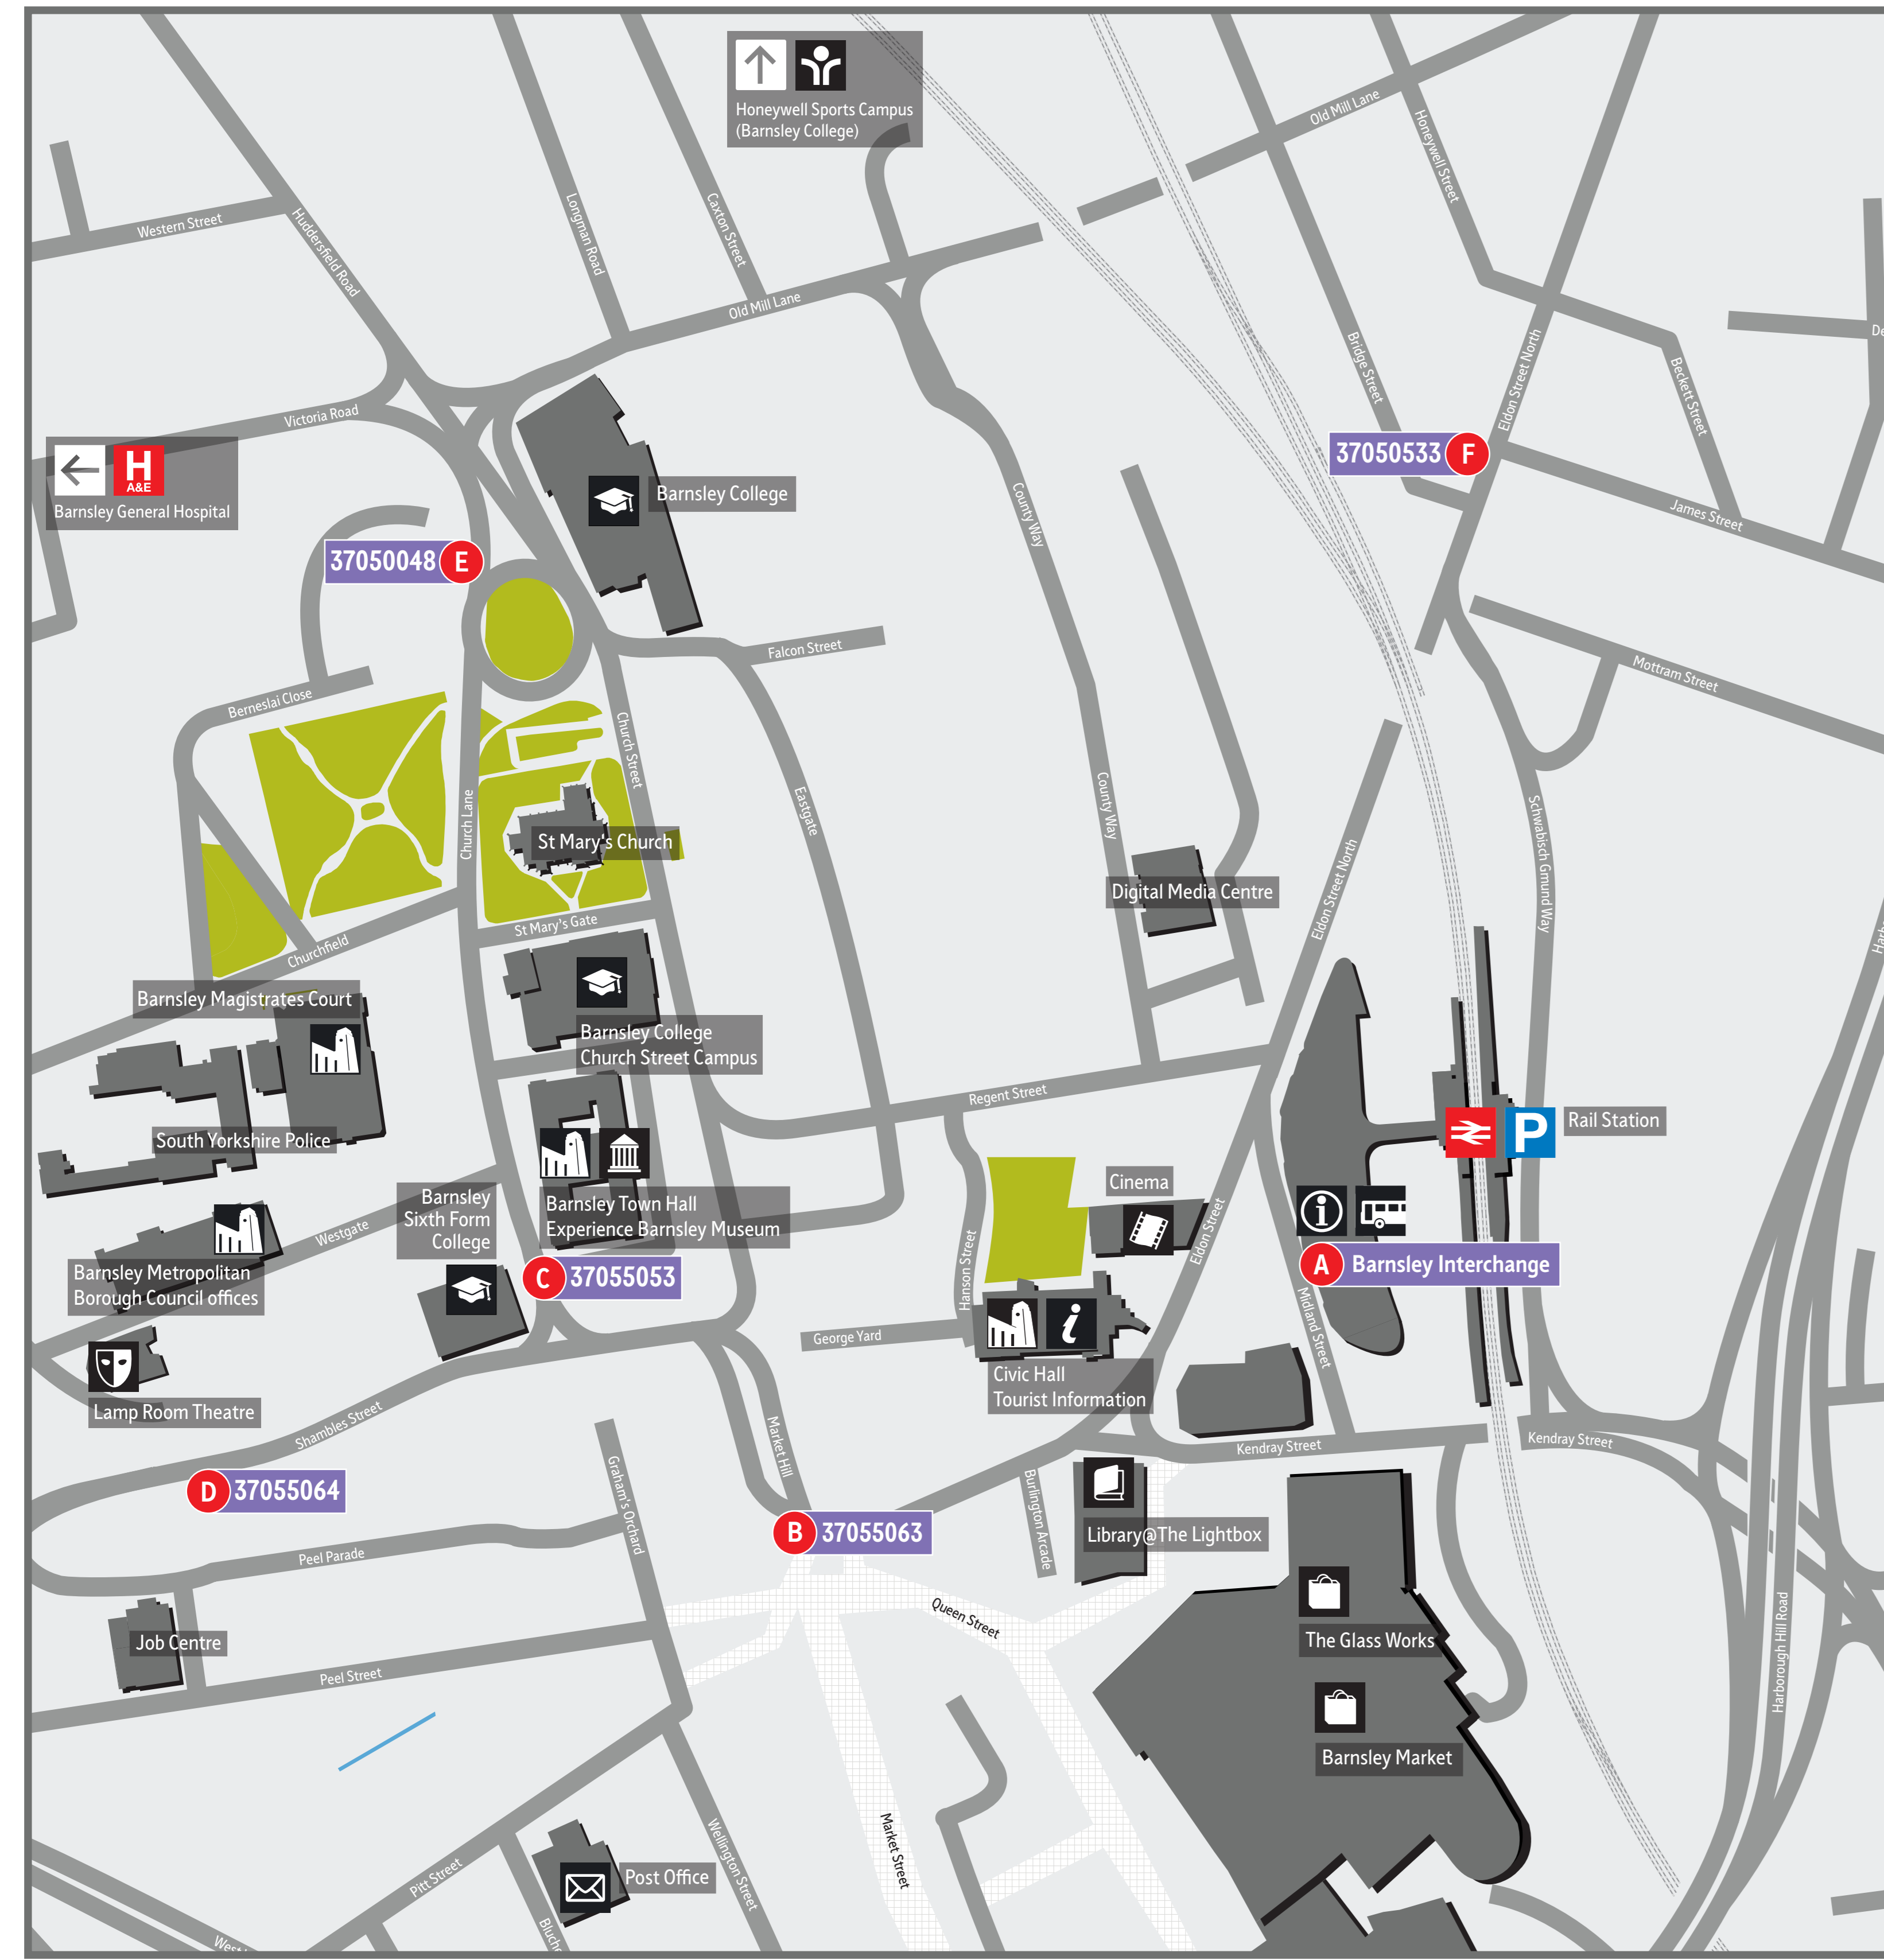 Honeywell Sports Campus
(Barnsley College)
Old Mill Lane
Honeywell Street
Western Street
Huddersfield Road
Longman Road
Caxton Street
Old Mill Lane
Bridge Street
Eldon Street North
Beckett Street
De
Victoria Road
H
A&E
Barnsley General Hospital
Barnsley College
County Way
37050533 F
James Street
37050048 E
Falcon Street
Mottram Street
Berneslai Close
Church Street
Church Lane
St Mary's Church
Eastgate
County Way
Schwabisch Gmund Way
Digital Media Centre
Eldon Street North
Harb
St Mary's Gate
Churchfield
Barnsley Magistrates Court
Barnsley College
Church Street Campus
Regent Street
South Yorkshire Police
P
Rail Station
Barnsley
Sixth Form
College
Barnsley Town Hall
Experience Barnsley Museum
Cinema
Westgate
Eldon Street
Hanson Street
i
Barnsley Metropolitan
Borough Council offices
C 37055053
A Barnsley Interchange
Midland Street
George Yard
i
Civic Hall
Tourist Information
Lamp Room Theatre
Shambles Street
Market Hill
Kendray Street
Kendray Street
Graham's Orchard
Burlington Arcade
D 37055064
B 37055063
Library@The Lightbox
Peel Parade
Queen Street
Job Centre
The Glass Works
Harborough Hill Road
Peel Street
Barnsley Market
Market Street
Wellington Street
Post Office
Pitt Street
Bluche
West